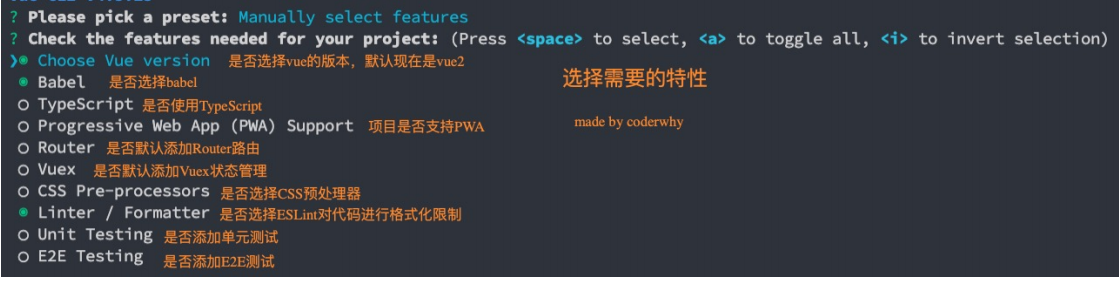 ? Please pick a preset: Manually select features
? Check the features needed for your project: (Press <space> to select, <a> to toggle all, <i> to invert selection)
❯◉ Choose Vue version 是否选择vue的版本，默认现在是vue2
◉ Babel 是否选择babel
选择需要的特性
○ TypeScript 是否使用TypeScript
○ Progressive Web App (PWA) Support 项目是否支持PWA
made by coderwhy
○ Router 是否默认添加Router路由
○ Vuex 是否默认添加Vuex状态管理
○ CSS Pre-processors 是否选择CSS预处理器
◉ Linter / Formatter 是否选择ESLint对代码进行格式化限制
○ Unit Testing 是否添加单元测试
○ E2E Testing 是否添加E2E测试